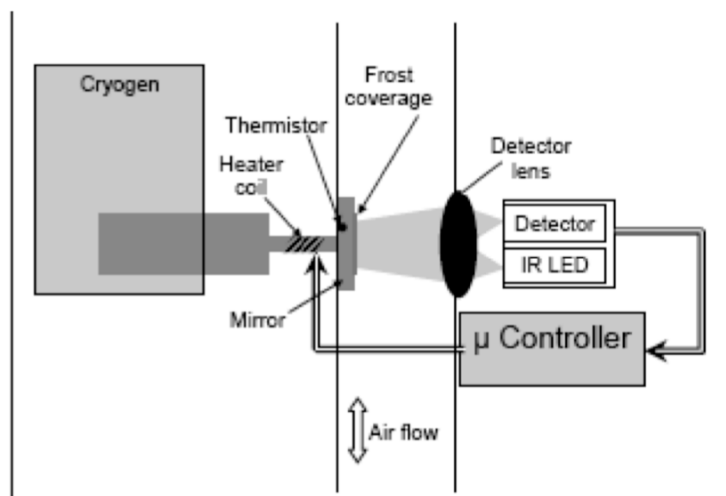 Cryogen
Frost
coverage
Thermistor
Heater
coil
Detector
lens
Detector
IR LED
Mirror
µ Controller
Air flow